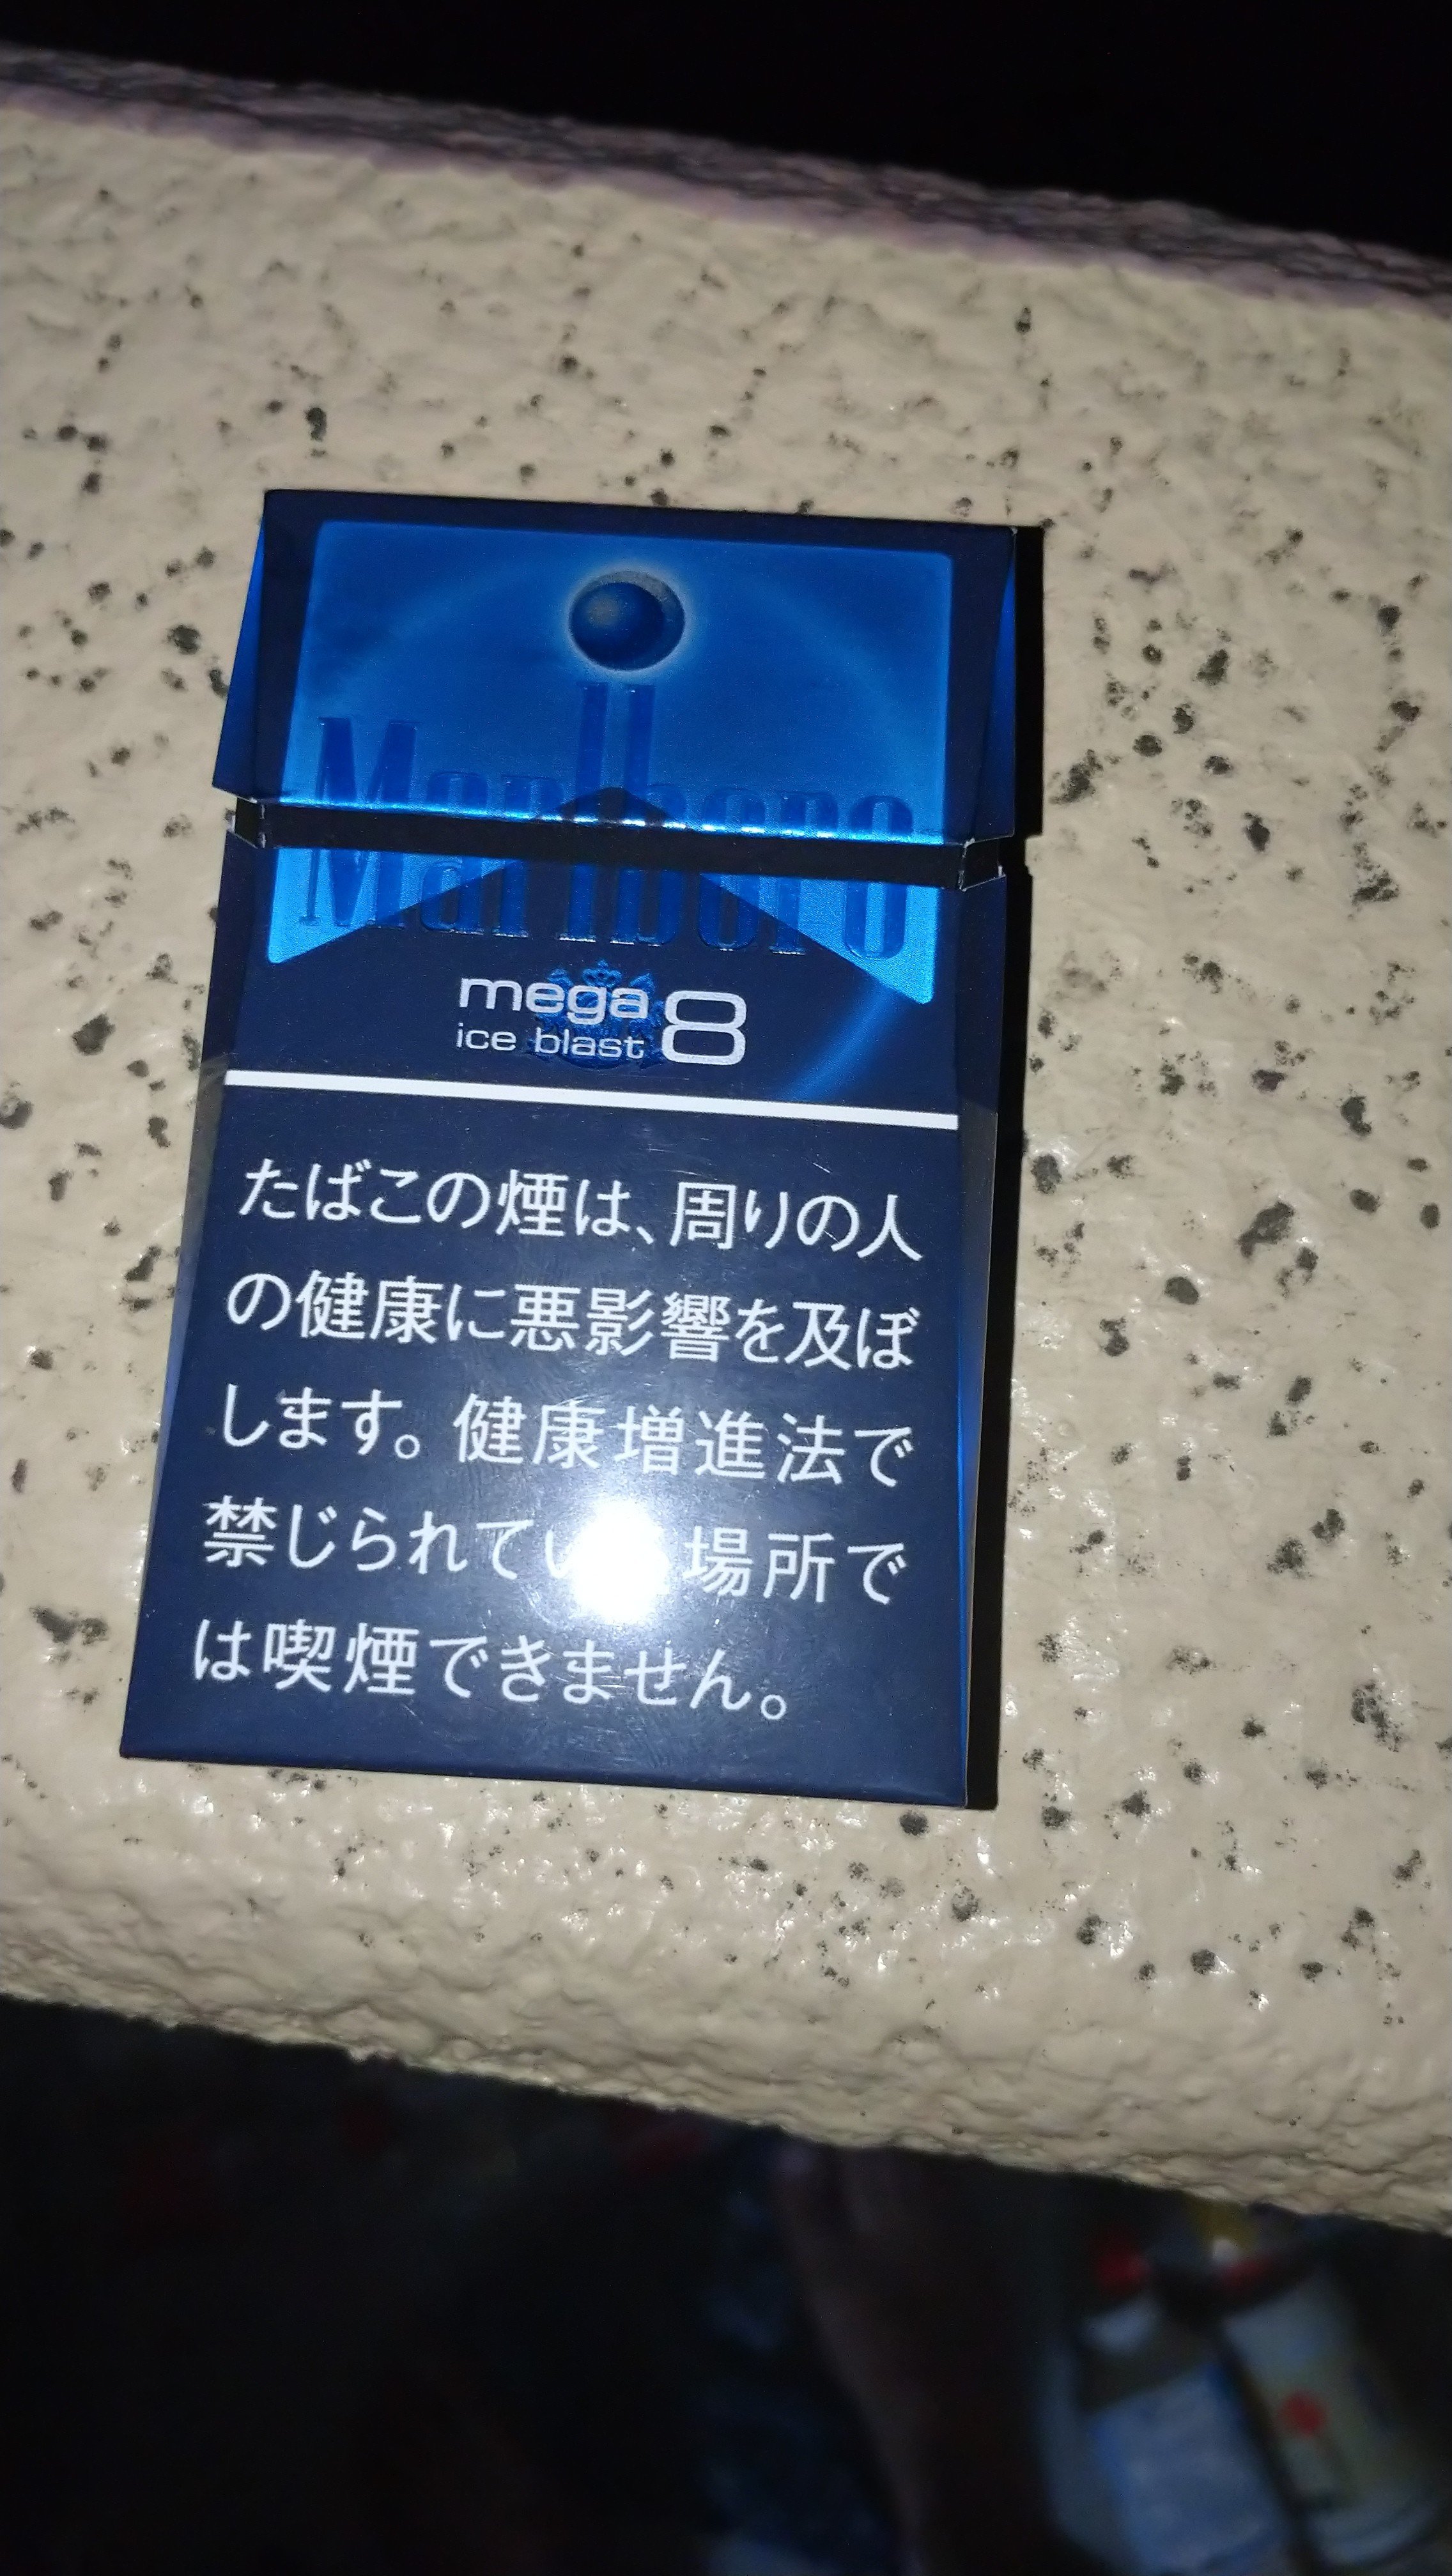 Marlboro
mega 8
ice blast
たばこの煙は、周りの人
の健康に悪影響を及ぼ
します。健康増進法で
禁じられてい 場所で
は喫煙できません。